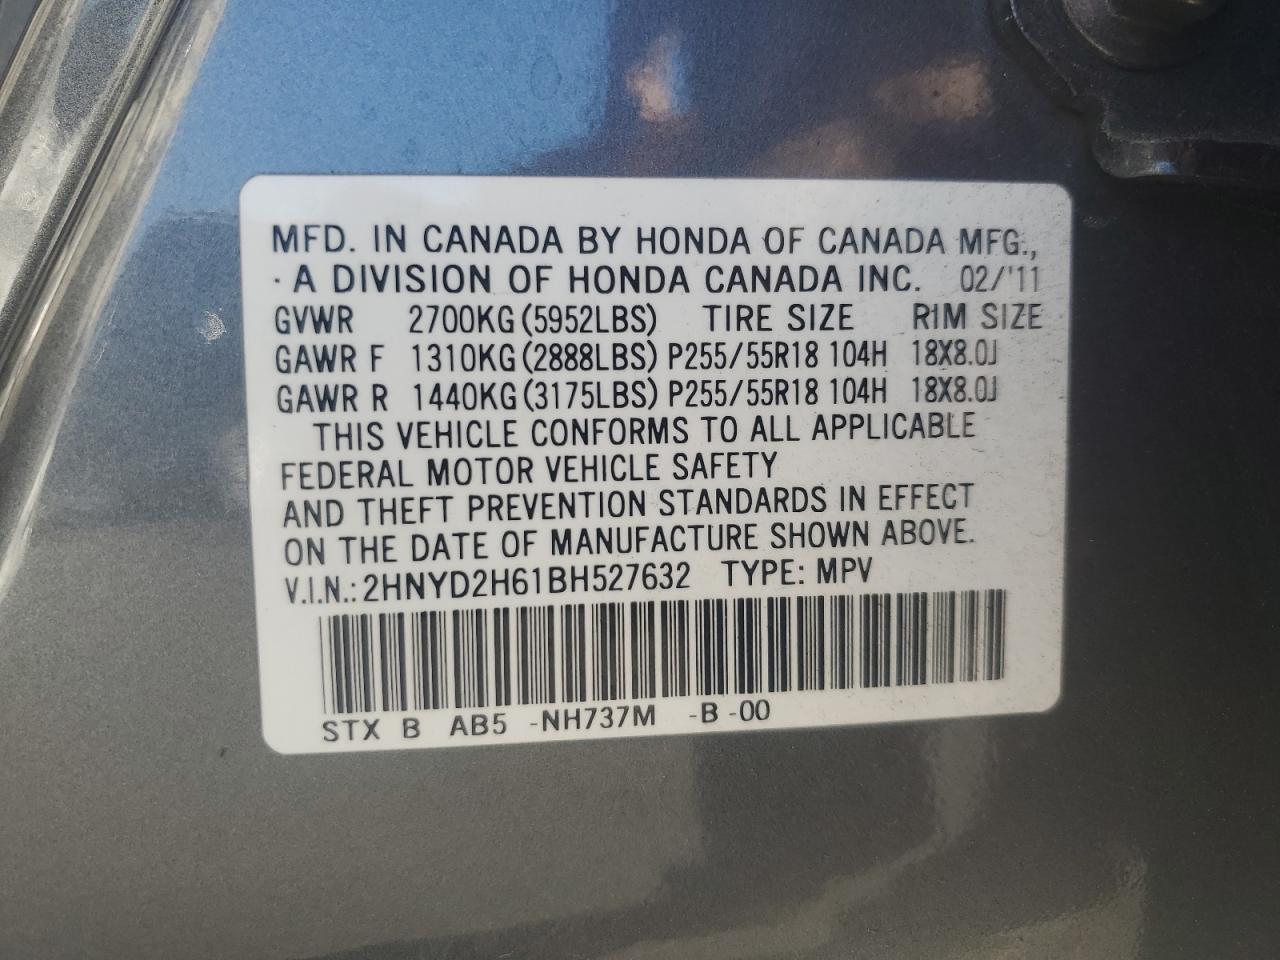 MFD. IN CANADA BY HONDA OF CANADA MFG.,
· A DIVISION OF HONDA CANADA INC. 02/'11
GVWR 2700KG (5952LBS) TIRE SIZE RIM SIZE
GAWR F 1310KG (2888LBS) P255/55R18 104H 18X8.0J
GAWR R 1440KG (3175LBS) P255/55R18 104H 18X8.0J
THIS VEHICLE CONFORMS TO ALL APPLICABLE
FEDERAL MOTOR VEHICLE SAFETY
AND THEFT PREVENTION STANDARDS IN EFFECT
ON THE DATE OF MANUFACTURE SHOWN ABOVE.
V.I.N.: 2HNYD2H61BH527632 TYPE: MPV
STX B AB5 -NH737M -B -00